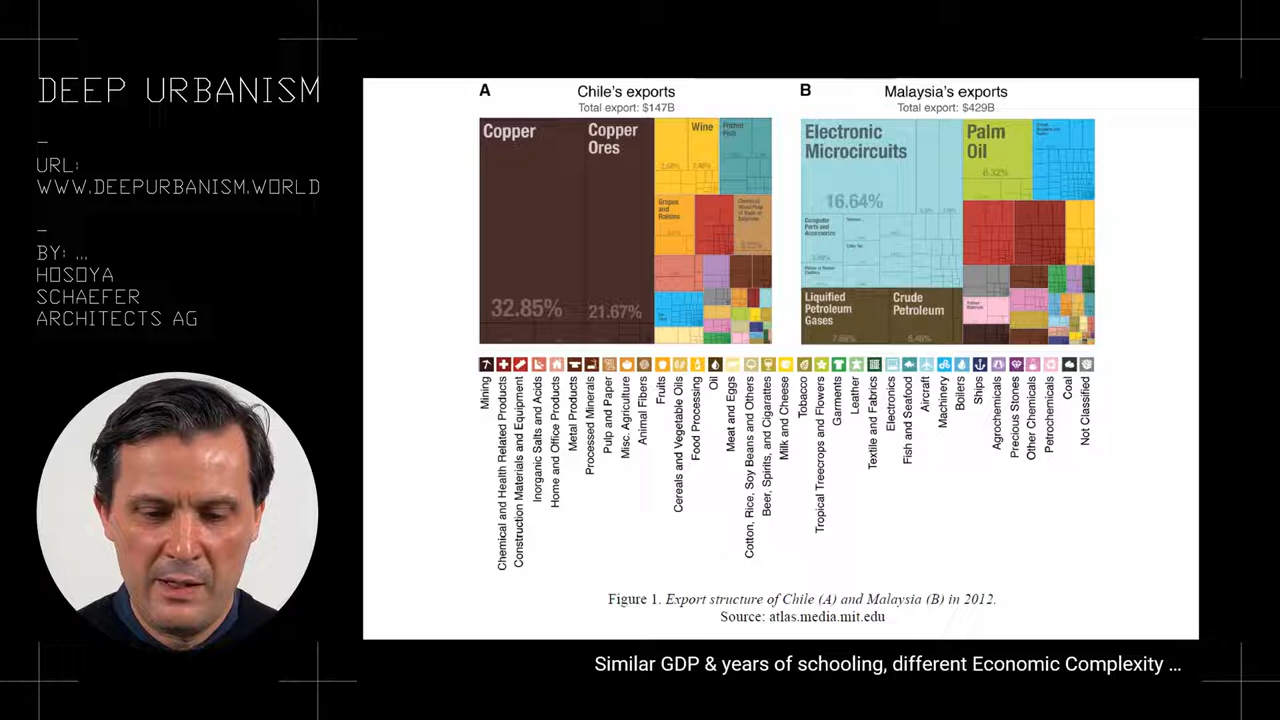 DEEP URBANISM
–
URL:
WWW.DEEPURBANISM.WORLD
–
BY: ...
HOSOYA
SCHAEFER
ARCHITECTS AG
A
Chile's exports
Total export: $147B
Copper
Copper
Ores
Wine
Grapes
and
Raisins
32.85%
21.67%
B
Malaysia's exports
Total export: $429B
Electronic
Microcircuits
16.64%
Palm
Oil
6.32%
Computer
Parts and
Accessories
Liquified
Petroleum
Gases
Crude
Petroleum
Mining
Chemical and Health Related Products
Construction Materials and Equipment
Inorganic Salts and Acids
Home and Office Products
Metal Products
Processed Minerals
Pulp and Paper
Misc. Agriculture
Animal Fibers
Fruits
Cereals and Vegetable Oils
Food Processing
Oil
Meat and Eggs
Cotton, Rice, Soy Beans and Others
Beer, Spirits, and Cigarattes
Milk and Cheese
Tobacco
Tropical Treecrops and Flowers
Garments
Leather
Textile and Fabrics
Electronics
Fish and Seafood
Aircraft
Machinery
Boilers
Ships
Agrochemicals
Precious Stones
Other Chemicals
Petrochemicals
Coal
Not Classified
Figure 1. Export structure of Chile (A) and Malaysia (B) in 2012.
Source: atlas.media.mit.edu
Similar GDP & years of schooling, different Economic Complexity ...